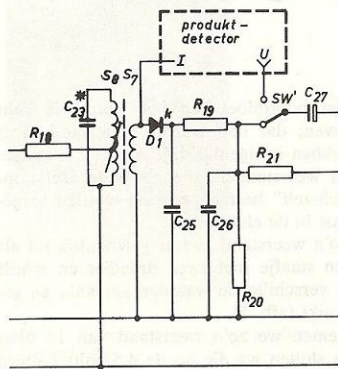 produkt-
detector
I
U
S8 S7
*
C23
k
R19
SW'
C27
D1
R18
R21
C25
C26
R20